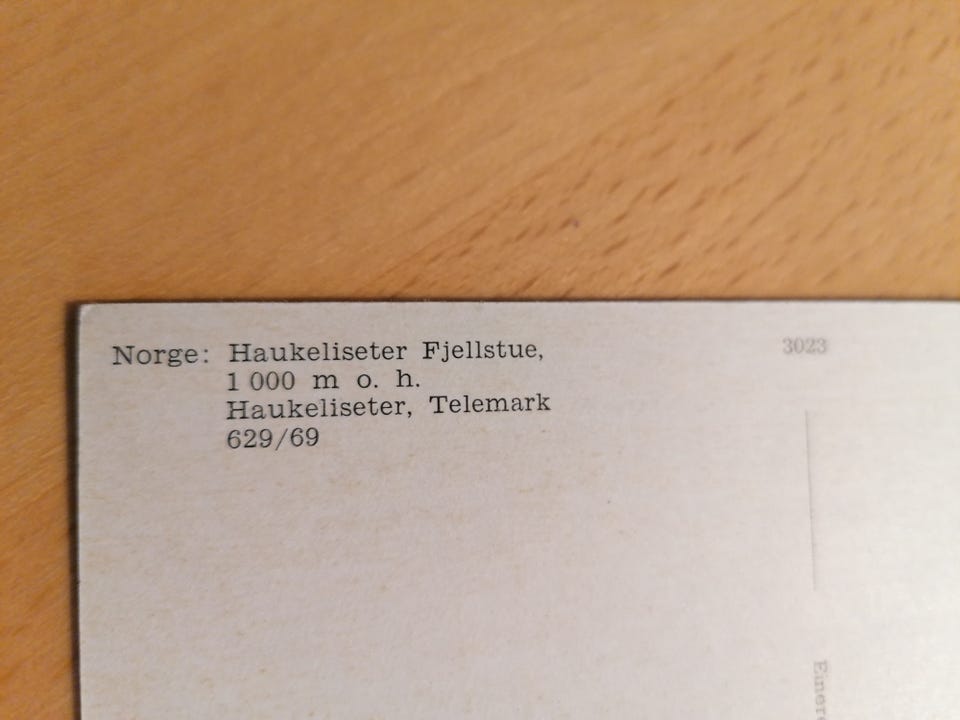 Norge: Haukeliseter Fjellstue,
1 000 m o. h.
Haukeliseter, Telemark
629/69
3023